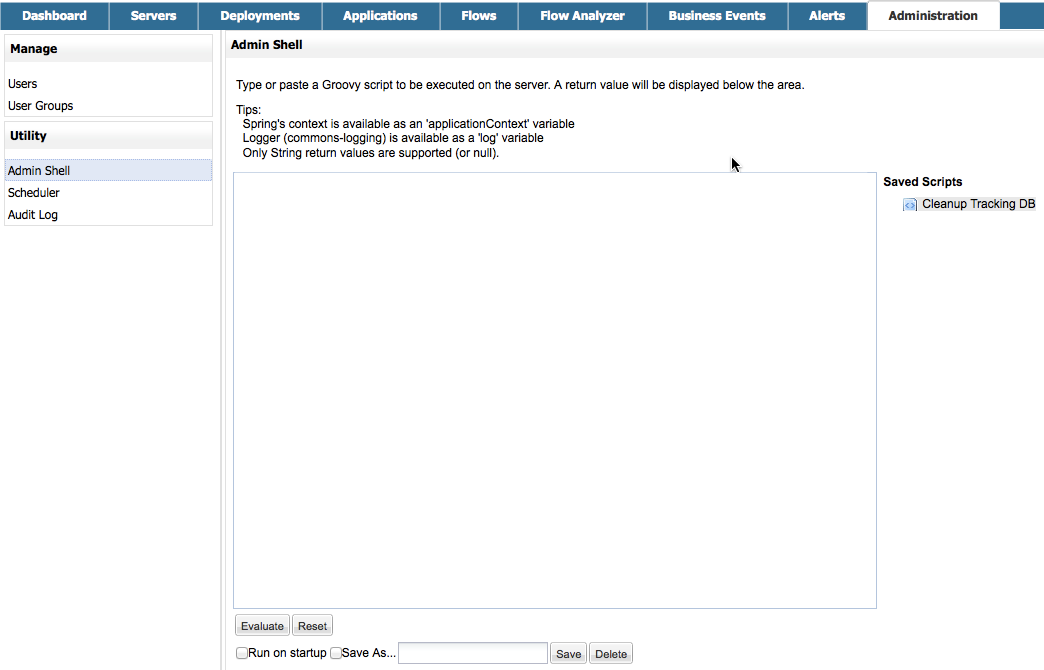 Dashboard Servers Deployments Applications Flows Flow Analyzer Business Events Alerts Administration
Manage
Users
User Groups
Utility
Admin Shell
Scheduler
Audit Log
Admin Shell
Type or paste a Groovy script to be executed on the server. A return value will be displayed below the area.
Tips:
Spring's context is available as an 'applicationContext' variable
Logger (commons-logging) is available as a 'log' variable
Only String return values are supported (or null).
Saved Scripts
Cleanup Tracking DB
Evaluate Reset
Run on startup Save As... Save Delete